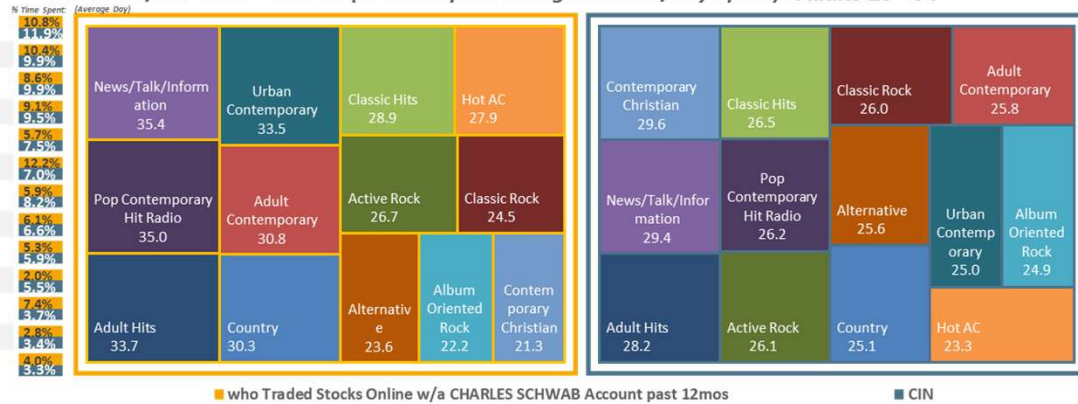 % Time Spent: (Average Day)
10.8%
11.9%
10.4%
9.9%
8.6%
9.9%
9.1%
9.5%
5.7%
7.5%
12.2%
7.0%
5.9%
8.2%
6.1%
6.6%
5.3%
5.9%
2.0%
5.5%
7.4%
3.7%
2.8%
3.4%
4.0%
3.3%
News/Talk/Inform
ation
35.4
Urban
Contemporary
33.5
Classic Hits
28.9
Hot AC
27.9
Pop Contemporary
Hit Radio
35.0
Adult
Contemporary
30.8
Active Rock
26.7
Classic Rock
24.5
Adult Hits
33.7
Country
30.3
Alternativ
e
23.6
Album
Oriented
Rock
22.2
Contem
porary
Christian
21.3
Contemporary
Christian
29.6
Classic Hits
26.5
Classic Rock
26.0
Adult
Contemporary
25.8
News/Talk/Infor
mation
29.4
Pop
Contemporary
Hit Radio
26.2
Alternative
25.6
Urban
Contemp
orary
25.0
Album
Oriented
Rock
24.9
Adult Hits
28.2
Active Rock
26.1
Country
25.1
Hot AC
23.3
who Traded Stocks Online w/a CHARLES SCHWAB Account past 12mos
CIN